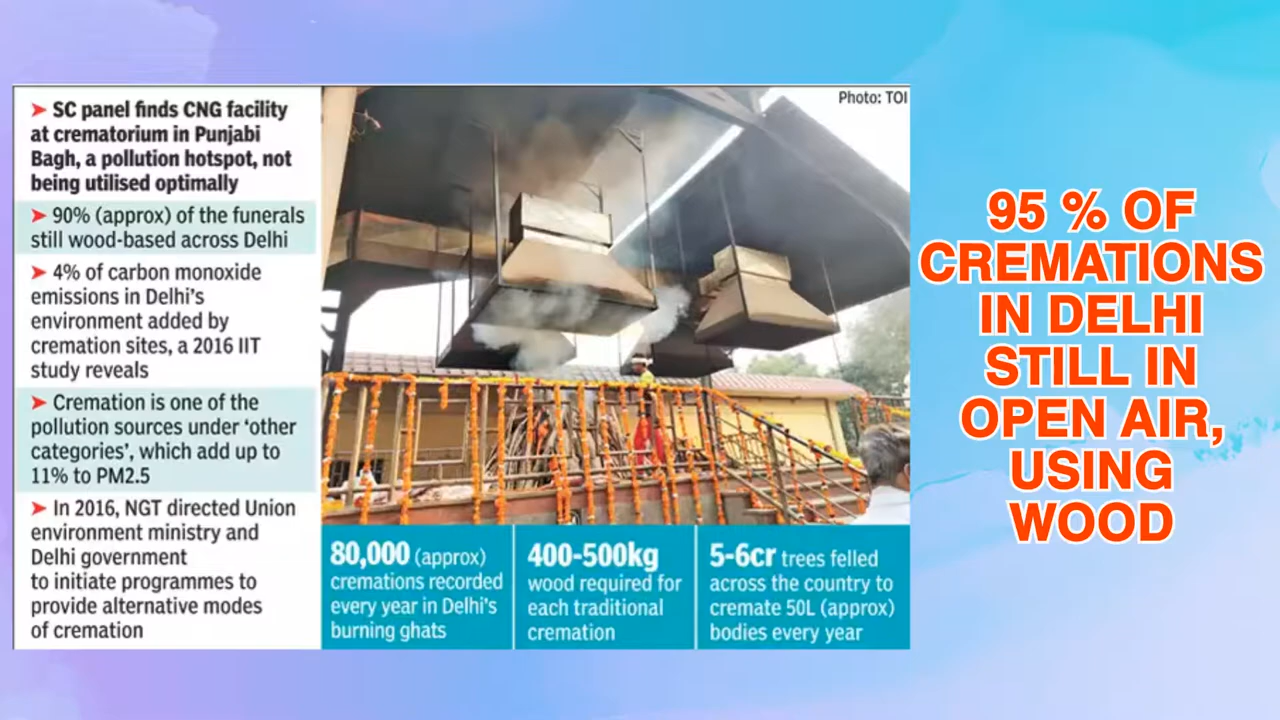 ➤ SC panel finds CNG facility
at crematorium in Punjabi
Bagh, a pollution hotspot, not
being utilised optimally
➤ 90% (approx) of the funerals
still wood-based across Delhi
➤ 4% of carbon monoxide
emissions in Delhi's
environment added by
cremation sites, a 2016 IIT
study reveals
➤ Cremation is one of the
pollution sources under 'other
categories', which add up to
11% to PM2.5
➤ In 2016, NGT directed Union
environment ministry and
Delhi government
to initiate programmes to
provide alternative modes
of cremation
Photo: TOI
80,000 (approx)
cremations recorded
every year in Delhi's
burning ghats
400-500kg
wood required for
each traditional
cremation
5-6cr trees felled
across the country to
cremate 50L (approx)
bodies every year
95 % OF
CREMATIONS
IN DELHI
STILL IN
OPEN AIR,
USING
WOOD